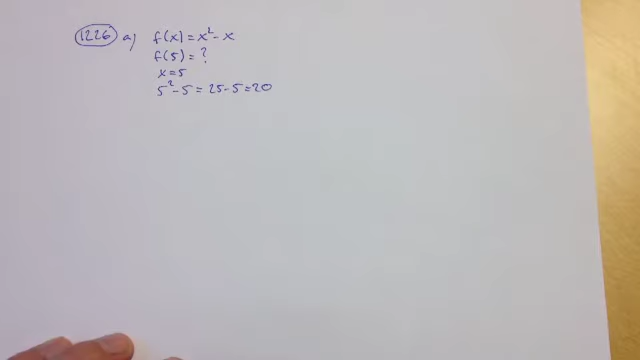 1226 a) f(x) = x² - x
f(5) = ?
x = 5
5² - 5 = 25 - 5 = 20